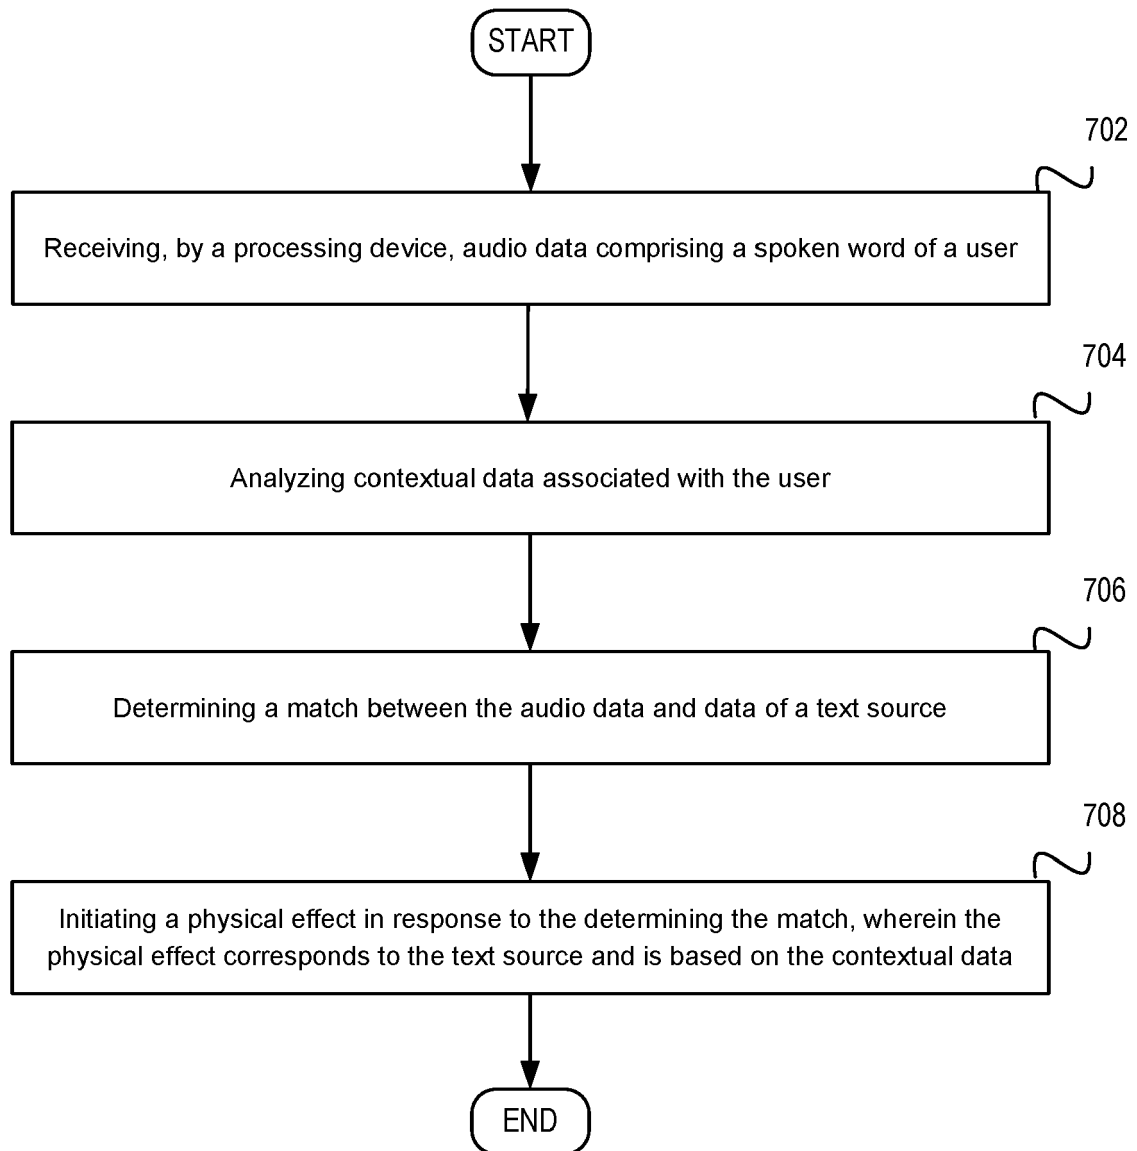 START
702
Receiving, by a processing device, audio data comprising a spoken word of a user
704
Analyzing contextual data associated with the user
706
Determining a match between the audio data and data of a text source
708
Initiating a physical effect in response to the determining the match, wherein the
physical effect corresponds to the text source and is based on the contextual data
END